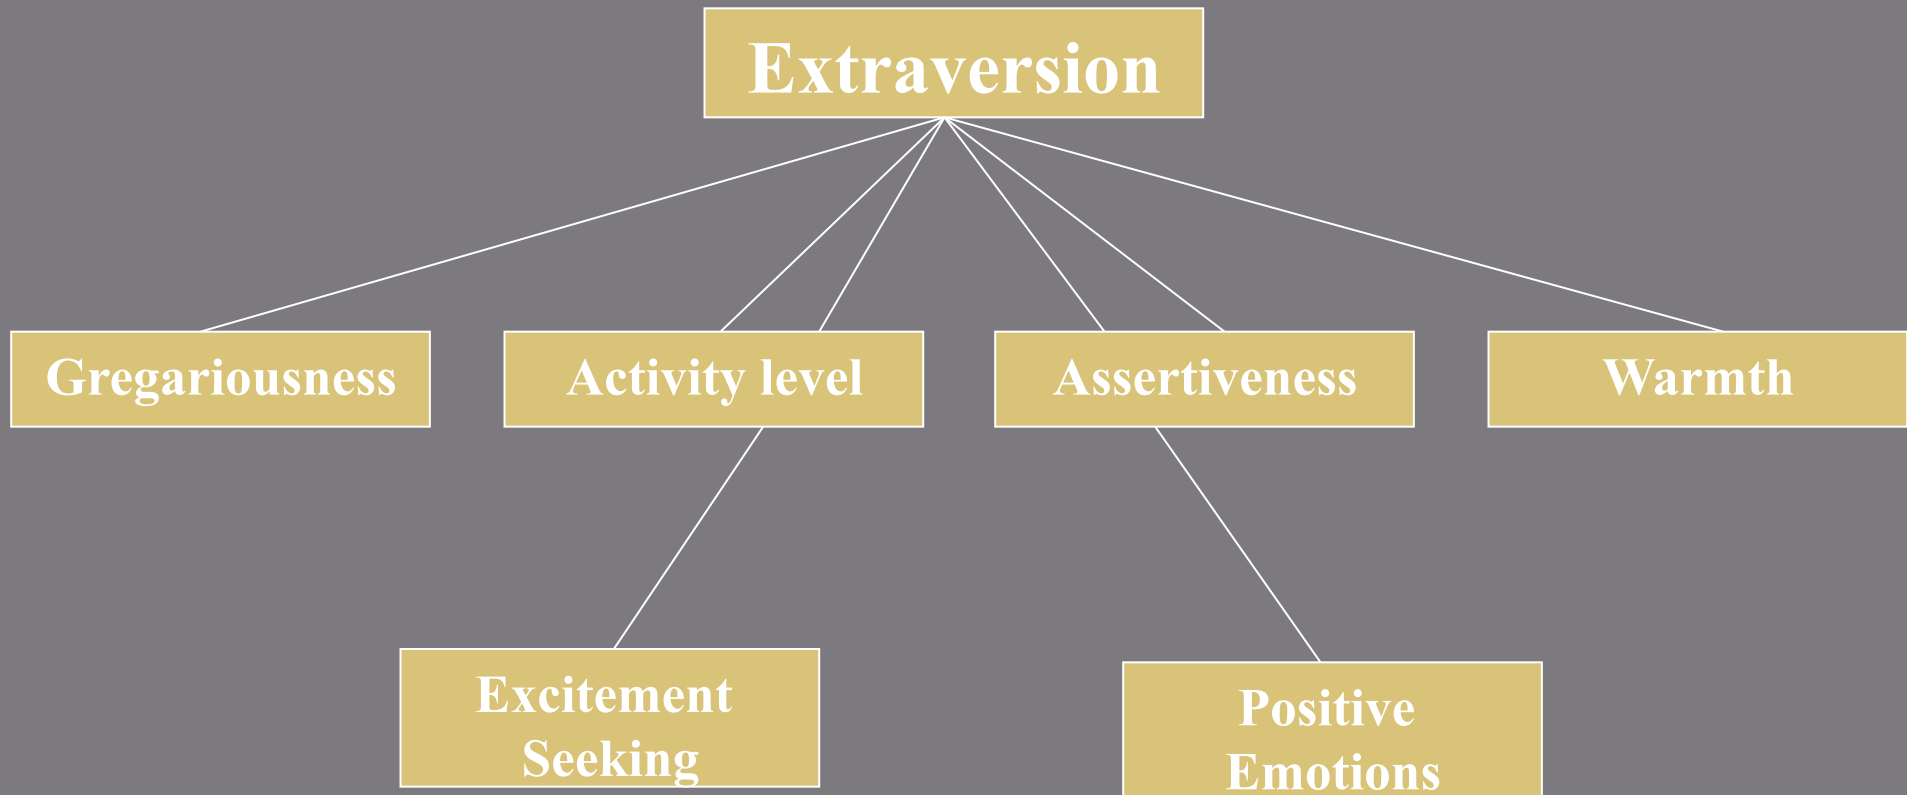 Extraversion
Gregariousness
Activity level
Assertiveness
Warmth
Excitement
Seeking
Positive
Emotions